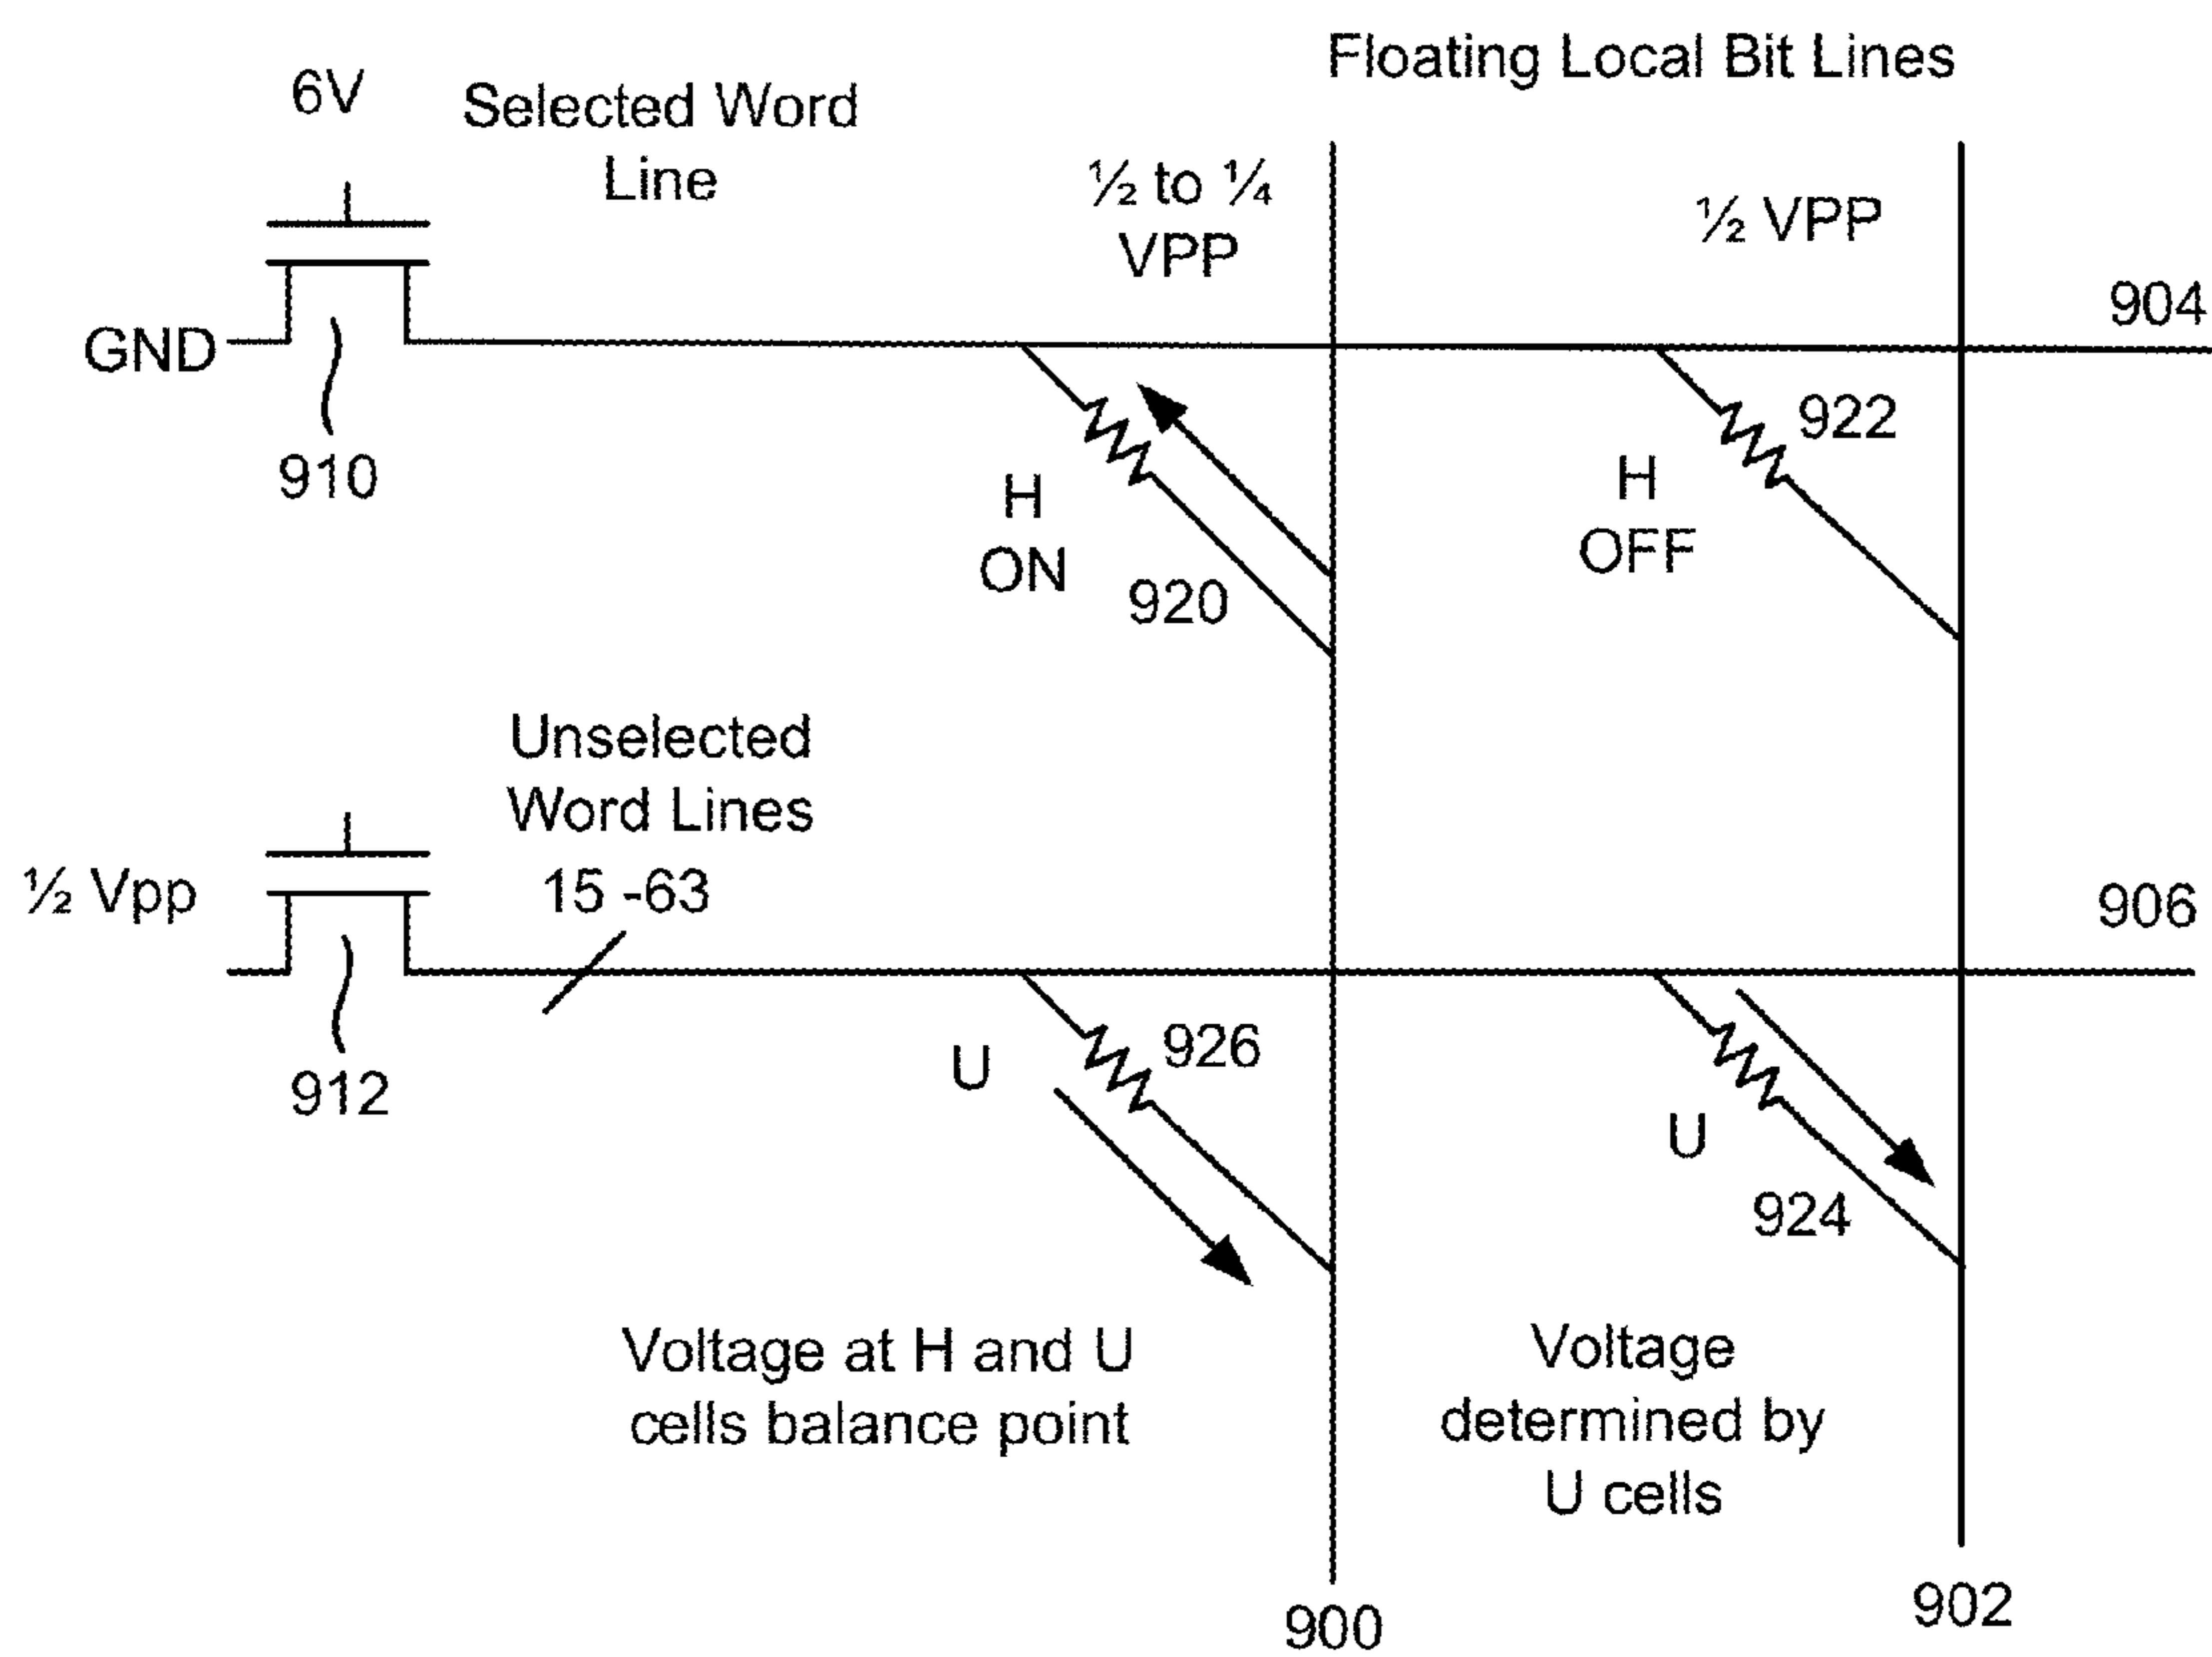 Floating Local Bit Lines
6V
Selected Word
Line
½ to ¼
VPP
½ VPP
904
GND
910
H
ON
920
922
H
OFF
Unselected
Word Lines
15 -63
½ Vpp
906
912
U
926
U
924
Voltage at H and U
cells balance point
Voltage
determined by
U cells
900
902